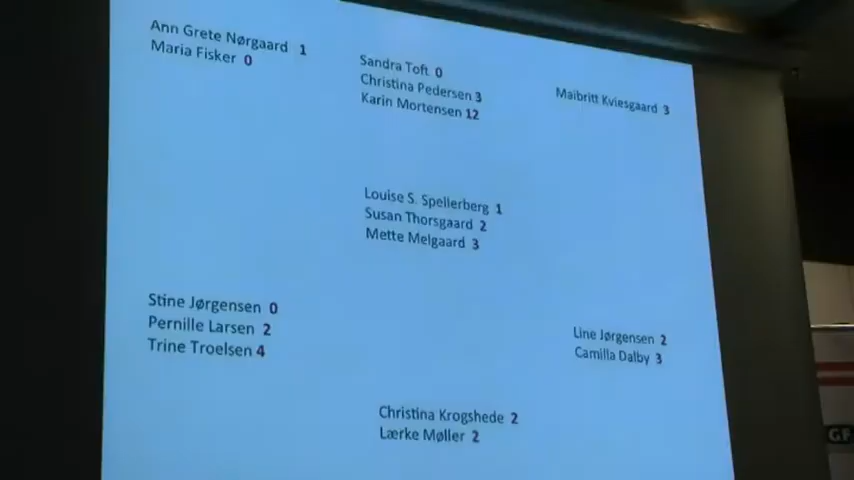 Ann Grete Nørgaard 1
Maria Fisker 0
Sandra Toft 0
Christina Pedersen 3
Karin Mortensen 12
Maibritt Kviesgaard 3
Louise S. Spellerberg 1
Susan Thorsgaard 2
Mette Melgaard 3
Stine Jørgensen 0
Pernille Larsen 2
Trine Troelsen 4
Line Jørgensen 2
Camilla Dalby 3
Christina Krogshede 2
Lærke Møller 2
GF